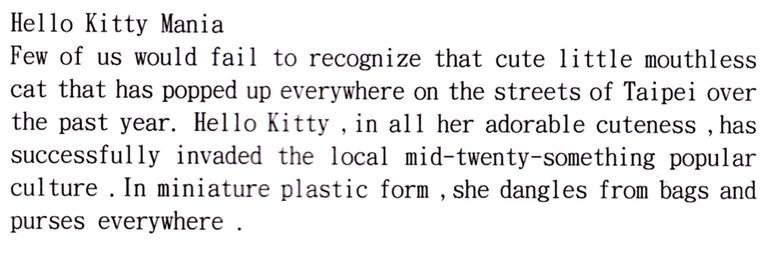 Hello Kitty Mania
Few of us would fail to recognize that cute little mouthless
cat that has popped up everywhere on the streets of Taipei over
the past year. Hello Kitty , in all her adorable cuteness , has
successfully invaded the local mid-twenty-something popular
culture . In miniature plastic form , she dangles from bags and
purses everywhere .